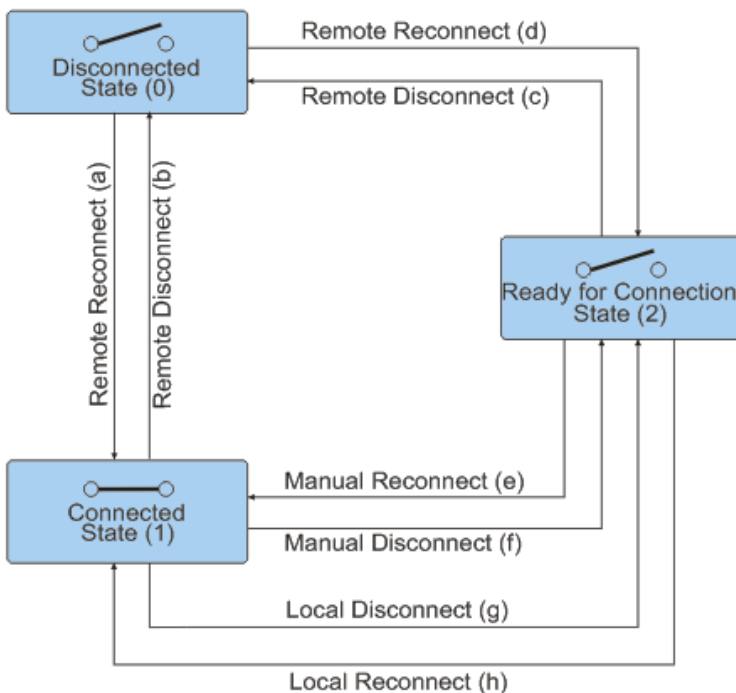 Disconnected
State (0)
Remote Reconnect (d)
Remote Disconnect (c)
Remote Reconnect (a)
Remote Disconnect (b)
Ready for Connection
State (2)
Connected
State (1)
Manual Reconnect (e)
Manual Disconnect (f)
Local Disconnect (g)
Local Reconnect (h)